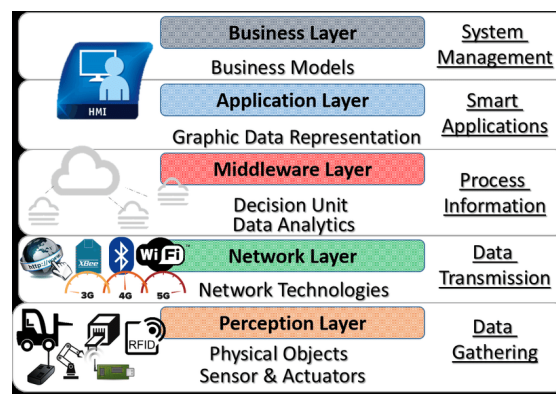 Business Layer
Business Models
System
Management
HMI
Application Layer
Graphic Data Representation
Smart
Applications
Middleware Layer
Decision Unit
Data Analytics
Process
Information
http://www
XBee
WiFi
3G
4G
5G
Network Layer
Network Technologies
Data
Transmission
RFID
Perception Layer
Physical Objects
Sensor & Actuators
Data
Gathering